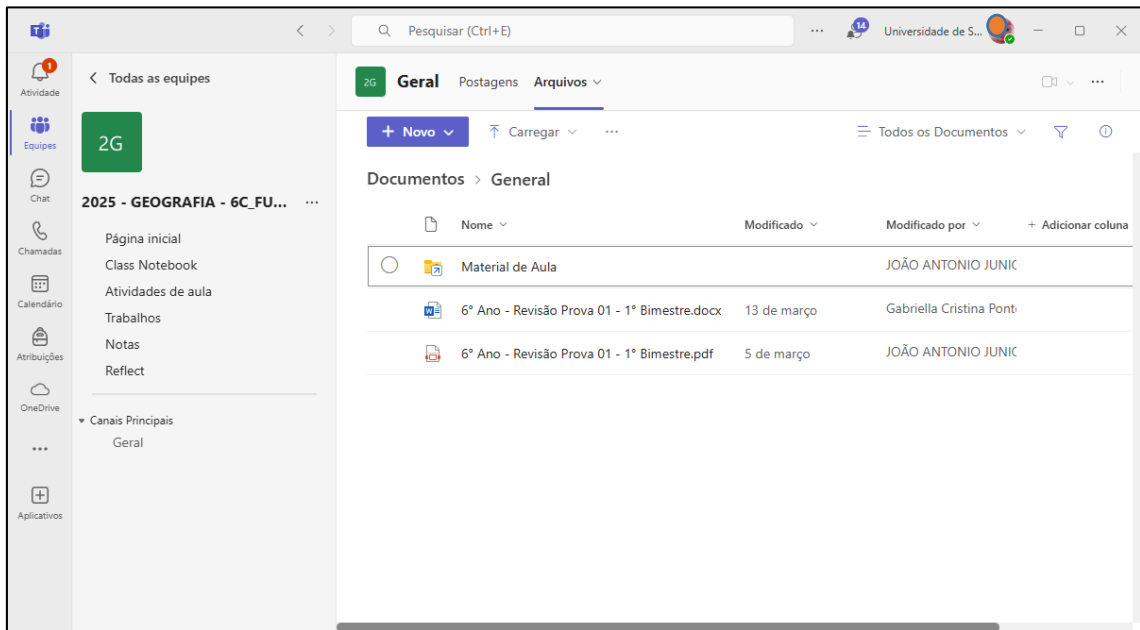 Pesquisar (Ctrl+E)
14
Universidade de S...
1
Atividade
Equipes
Chat
Chamadas
Calendário
Atribuições
OneDrive
Aplicativos
Todas as equipes
2G
2025 - GEOGRAFIA - 6C_FU...
Página inicial
Class Notebook
Atividades de aula
Trabalhos
Notas
Reflect
Canais Principais
Geral
2G Geral Postagens Arquivos
+ Novo Carregar ... Todos os Documentos
Documentos > General
Nome Modificado Modificado por + Adicionar coluna
Material de Aula JOÃO ANTONIO JUNIC
6° Ano - Revisão Prova 01 - 1° Bimestre.docx 13 de março Gabriella Cristina Pont
6° Ano - Revisão Prova 01 - 1° Bimestre.pdf 5 de março JOÃO ANTONIO JUNIC